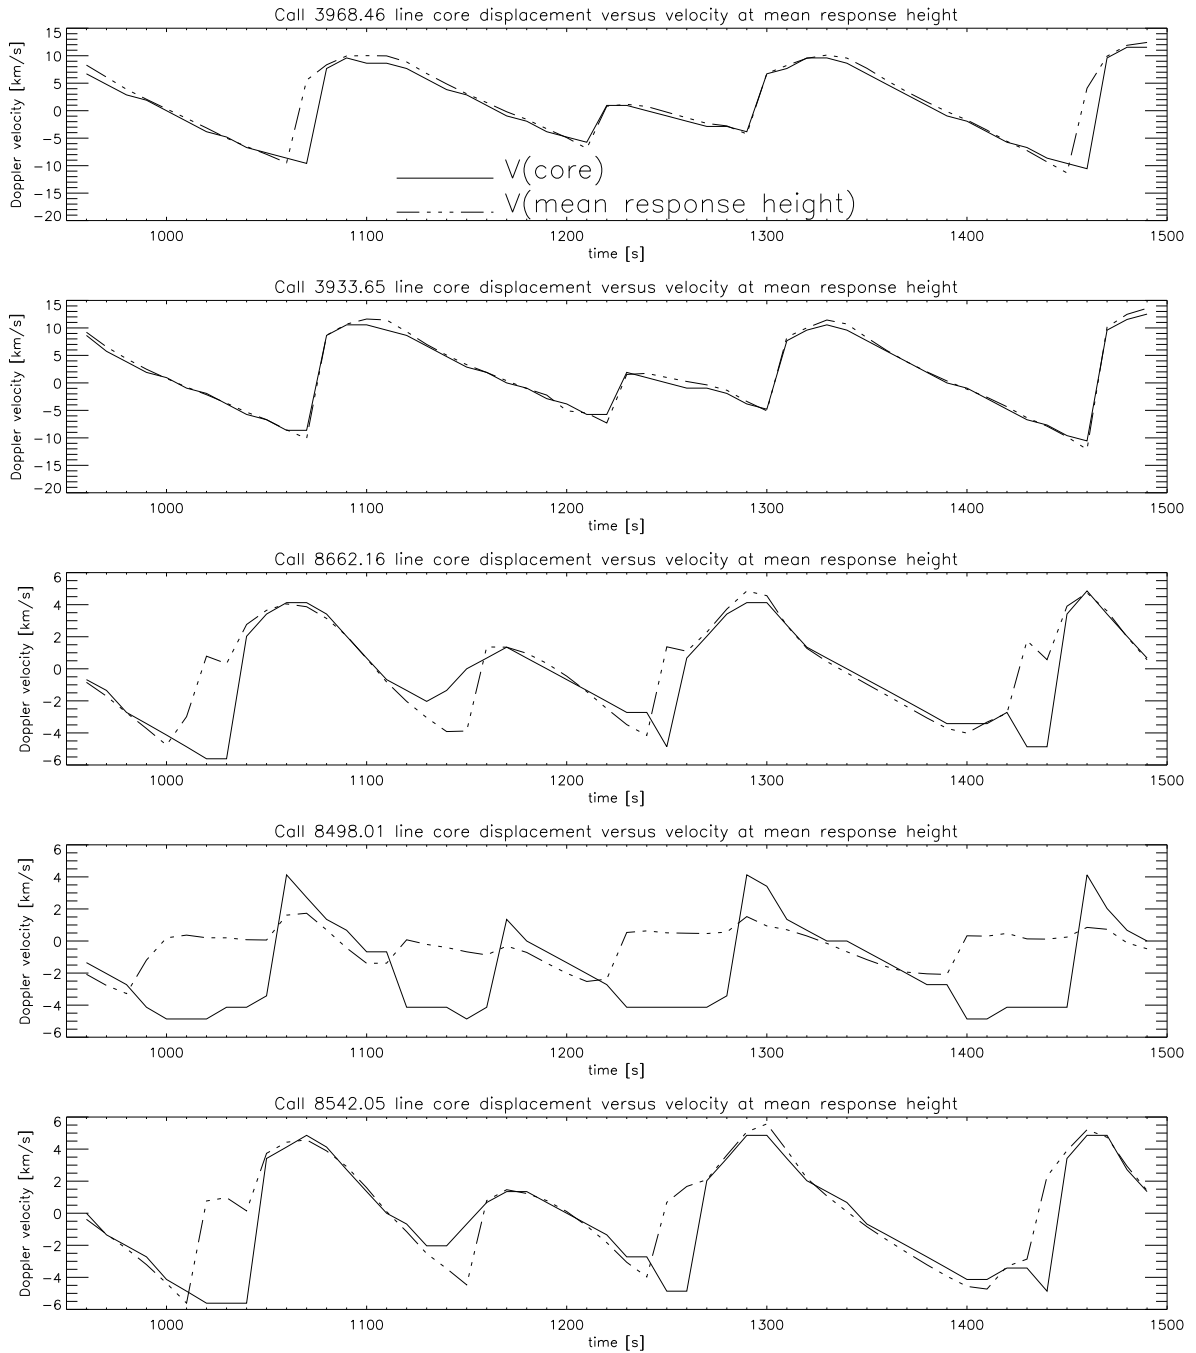 CaII 3968.46 line core displacement versus velocity at mean response height
Doppler velocity [km/s]
15
10
5
0
−5
−10
−15
−20
V(core)
V(mean response height)
1000 1100 1200 1300 1400 1500
time [s]
CaII 3933.65 line core displacement versus velocity at mean response height
Doppler velocity [km/s]
15
10
5
0
−5
−10
−15
−20
1000 1100 1200 1300 1400 1500
time [s]
CaII 8662.16 line core displacement versus velocity at mean response height
Doppler velocity [km/s]
6
4
2
0
−2
−4
−6
1000 1100 1200 1300 1400 1500
time [s]
CaII 8498.01 line core displacement versus velocity at mean response height
Doppler velocity [km/s]
6
4
2
0
−2
−4
−6
1000 1100 1200 1300 1400 1500
time [s]
CaII 8542.05 line core displacement versus velocity at mean response height
Doppler velocity [km/s]
6
4
2
0
−2
−4
−6
1000 1100 1200 1300 1400 1500
time [s]